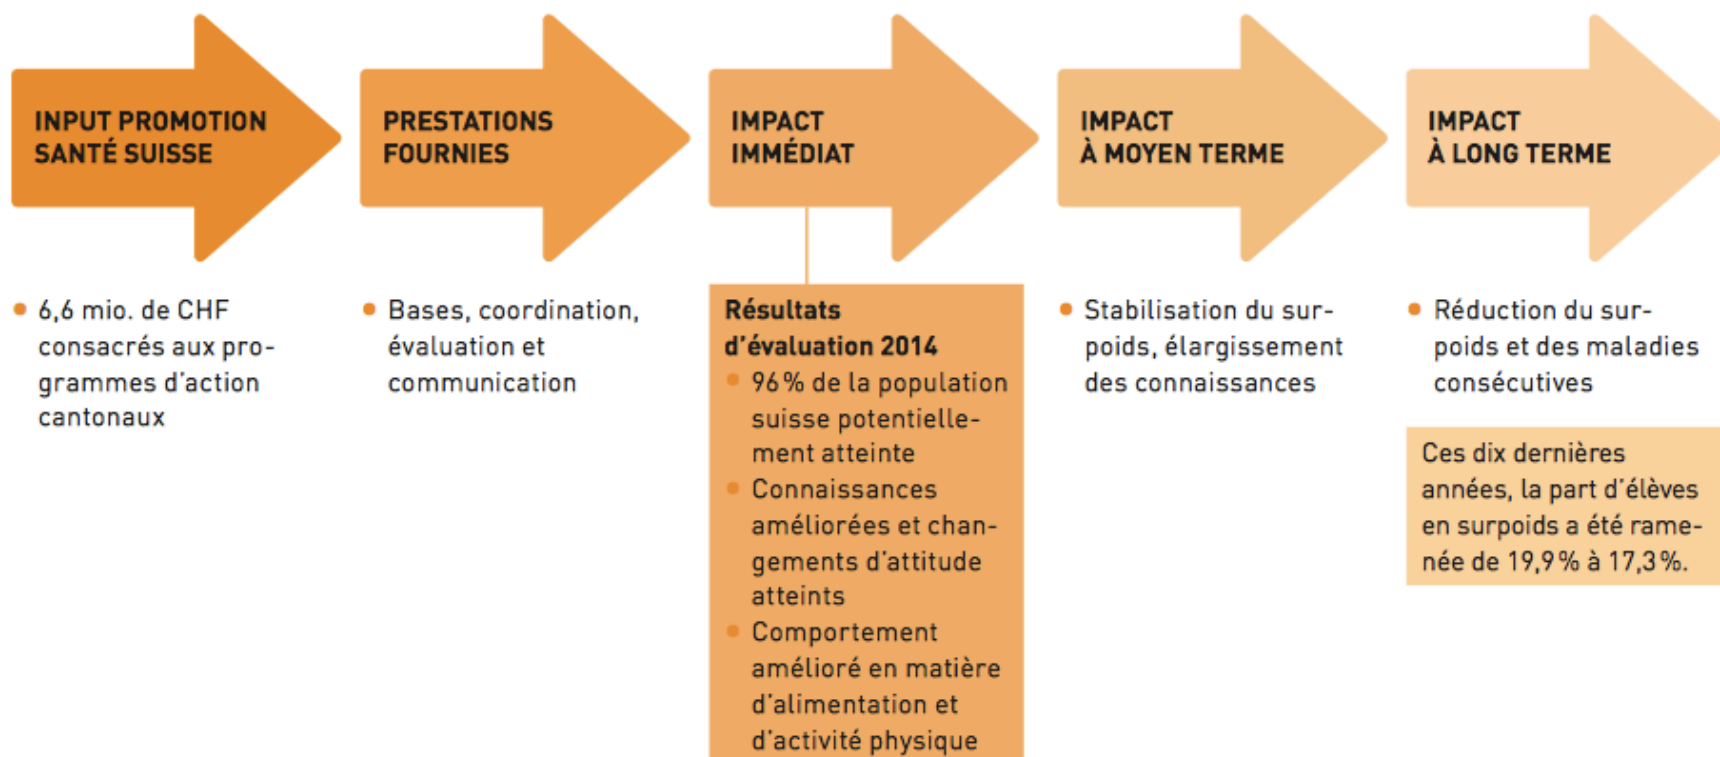 INPUT PROMOTION
SANTÉ SUISSE
PRESTATIONS
FOURNIES
IMPACT
IMMÉDIAT
IMPACT
À MOYEN TERME
IMPACT
À LONG TERME
• 6,6 mio. de CHF
consacrés aux pro-
grammes d'action
cantonaux
• Bases, coordination,
évaluation et
communication
Résultats
d'évaluation 2014
• 96 % de la population
suisse potentielle-
ment atteinte
• Connaissances
améliorées et chan-
gements d'attitude
atteints
• Comportement
amélioré en matière
d'alimentation et
d'activité physique
• Stabilisation du sur-
poids, élargissement
des connaissances
• Réduction du sur-
poids et des maladies
consécutives
Ces dix dernières
années, la part d'élèves
en surpoids a été rame-
née de 19,9 % à 17,3 %.